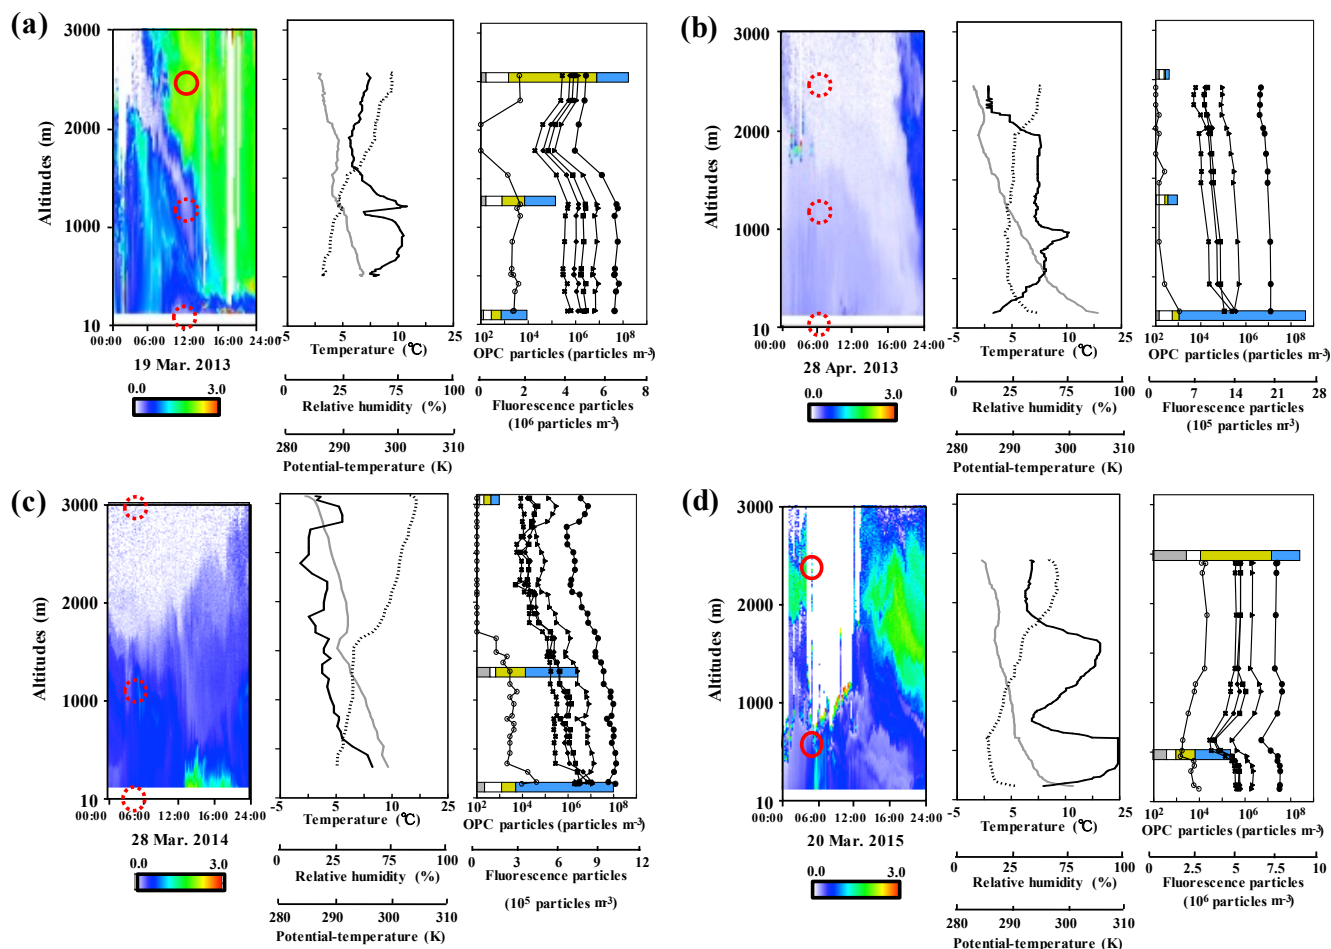 (a)
3000
2000
1000
10
Altitudes (m)
00:00 06:00 12:00 18:00 24:00
19 Mar. 2013
0.0 3.0
-5 5 10 25
Temperature (℃)
0 25 75 100
Relative humidity (%)
280 290 300 310
Potential-temperature (K)
10² 10⁴ 10⁶ 10⁸
OPC particles (particles m⁻³)
0 2 4 6 8
Fluorescence particles
(10⁶ particles m⁻³)
(b)
3000
2000
1000
10
Altitudes (m)
00:00 06:00 12:00 18:00 24:00
28 Apr. 2013
0.0 3.0
-5 5 10 25
Temperature (℃)
0 25 75 100
Relative humidity (%)
280 290 300 310
Potential-temperature (K)
10² 10⁴ 10⁶ 10⁸
OPC particles (particles m⁻³)
0 7 14 21 28
Fluorescence particles
(10⁵ particles m⁻³)
(c)
3000
2000
1000
10
Altitudes (m)
00:00 06:00 12:00 18:00 24:00
28 Mar. 2014
0.0 3.0
-5 5 10 25
Temperature (℃)
0 25 75 100
Relative humidity (%)
280 290 300 310
Potential-temperature (K)
10² 10⁴ 10⁶ 10⁸
OPC particles (particles m⁻³)
0 3 6 9 12
Fluorescence particles
(10⁵ particles m⁻³)
(d)
3000
2000
1000
10
Altitudes (m)
00:00 06:00 12:00 18:00 24:00
20 Mar. 2015
0.0 3.0
-5 5 10 25
Temperature (℃)
0 25 75 100
Relative humidity (%)
280 290 300 310
Potential-temperature (K)
10² 10⁴ 10⁶ 10⁸
OPC particles (particles m⁻³)
0 2.5 5 7.5 10
Fluorescence particles
(10⁶ particles m⁻³)